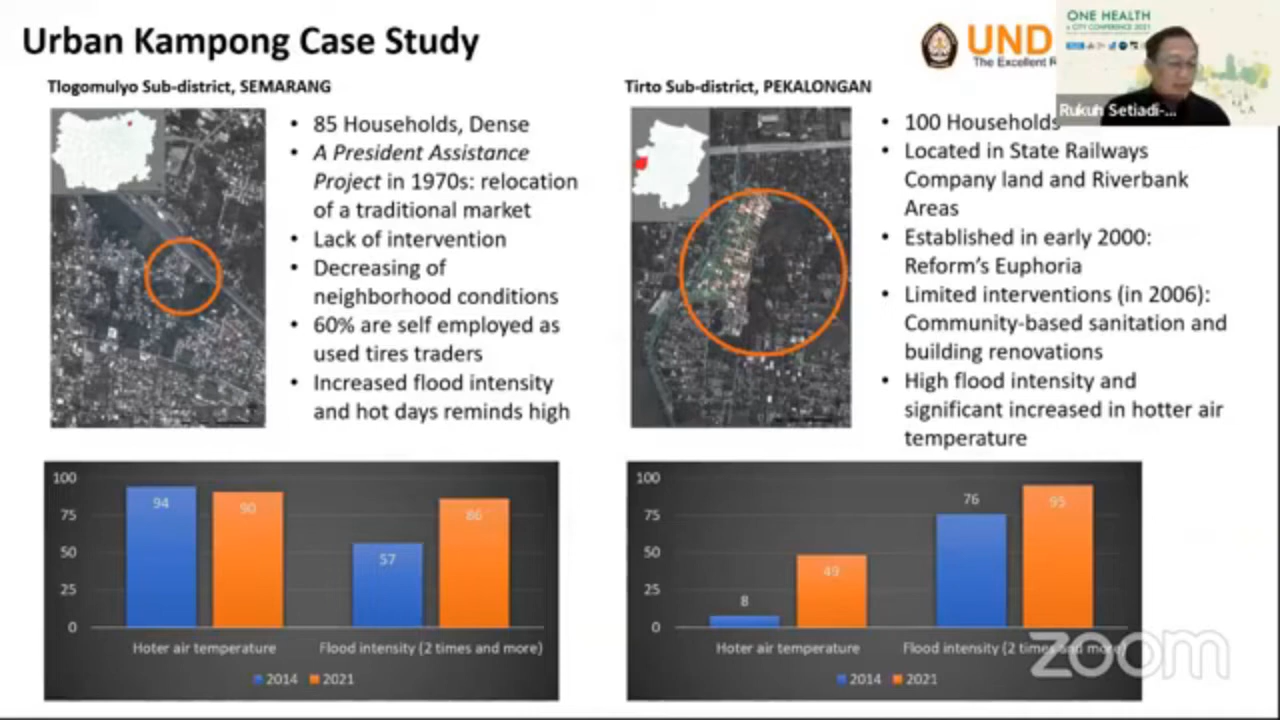 Urban Kampong Case Study
UND
The Excellent R
ONE HEALTH
CITY CONFERENCE 2021
Rukuh Setiadi-...
Tlogomulyo Sub-district, SEMARANG
• 85 Households, Dense
• A President Assistance
Project in 1970s: relocation
of a traditional market
• Lack of intervention
• Decreasing of
neighborhood conditions
• 60% are self employed as
used tires traders
• Increased flood intensity
and hot days reminds high
Tirto Sub-district, PEKALONGAN
• 100 Households
• Located in State Railways
Company land and Riverbank
Areas
• Established in early 2000:
Reform's Euphoria
• Limited interventions (in 2006):
Community-based sanitation and
building renovations
• High flood intensity and
significant increased in hotter air
temperature
100
75
50
25
0
94
90
57
86
Hoter air temperature
Flood intensity (2 times and more)
2014 2021
100
75
50
25
0
8
49
76
95
Hoter air temperature
Flood intensity (2 times and more)
2014 2021
zoom